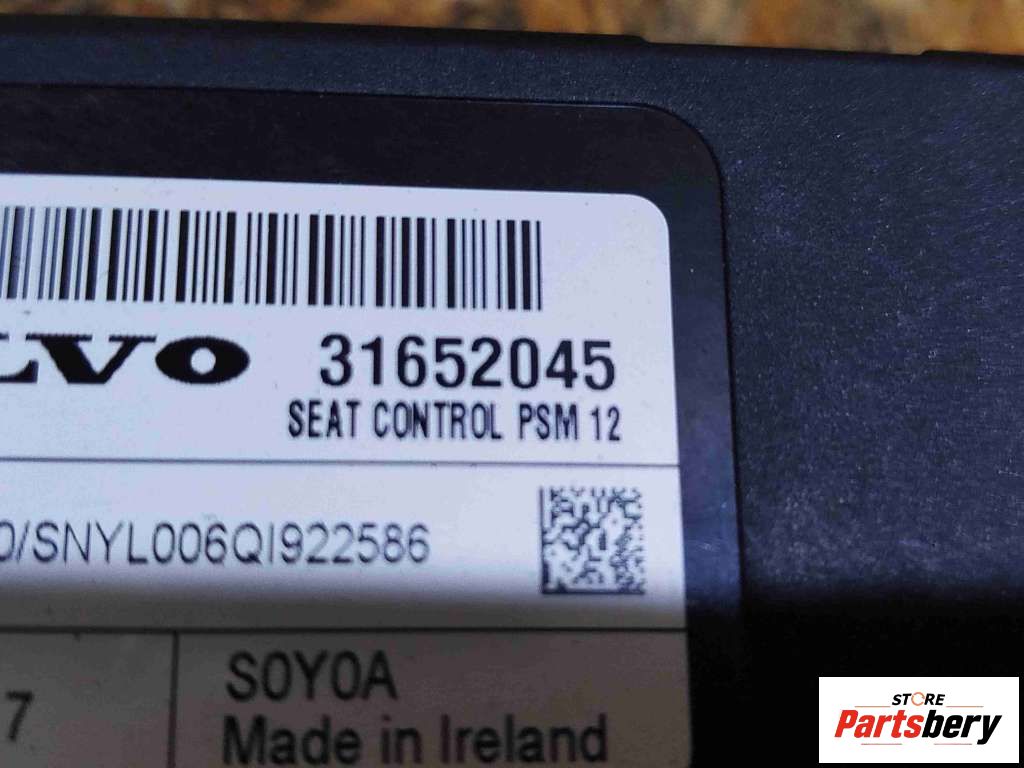 LVO 31652045
SEAT CONTROL PSM 12
0/SNYL006QI922586
7 S0Y0A
Made in Ireland
STORE
Partsbery